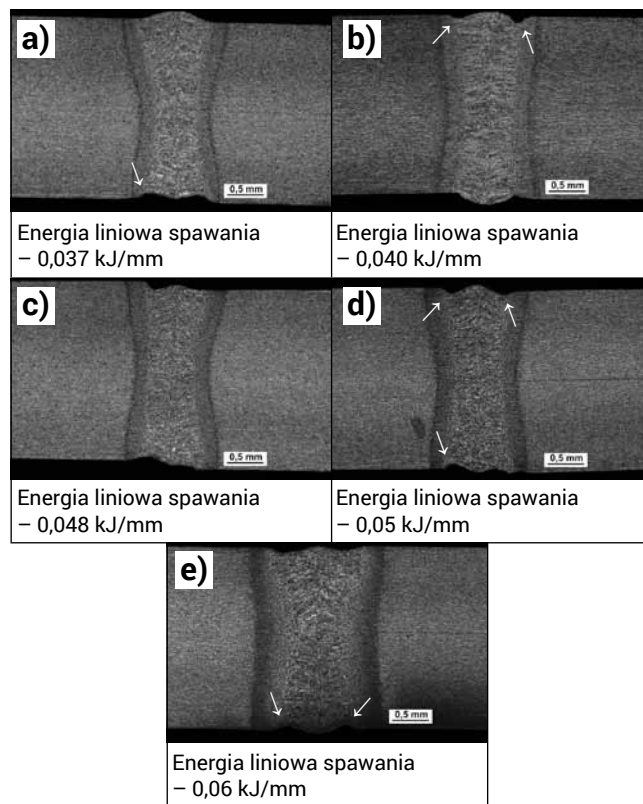 a)
0,5 mm
Energia liniowa spawania
– 0,037 kJ/mm
b)
0,5 mm
Energia liniowa spawania
– 0,040 kJ/mm
c)
0,5 mm
Energia liniowa spawania
– 0,048 kJ/mm
d)
0,5 mm
Energia liniowa spawania
– 0,05 kJ/mm
e)
0,5 mm
Energia liniowa spawania
– 0,06 kJ/mm